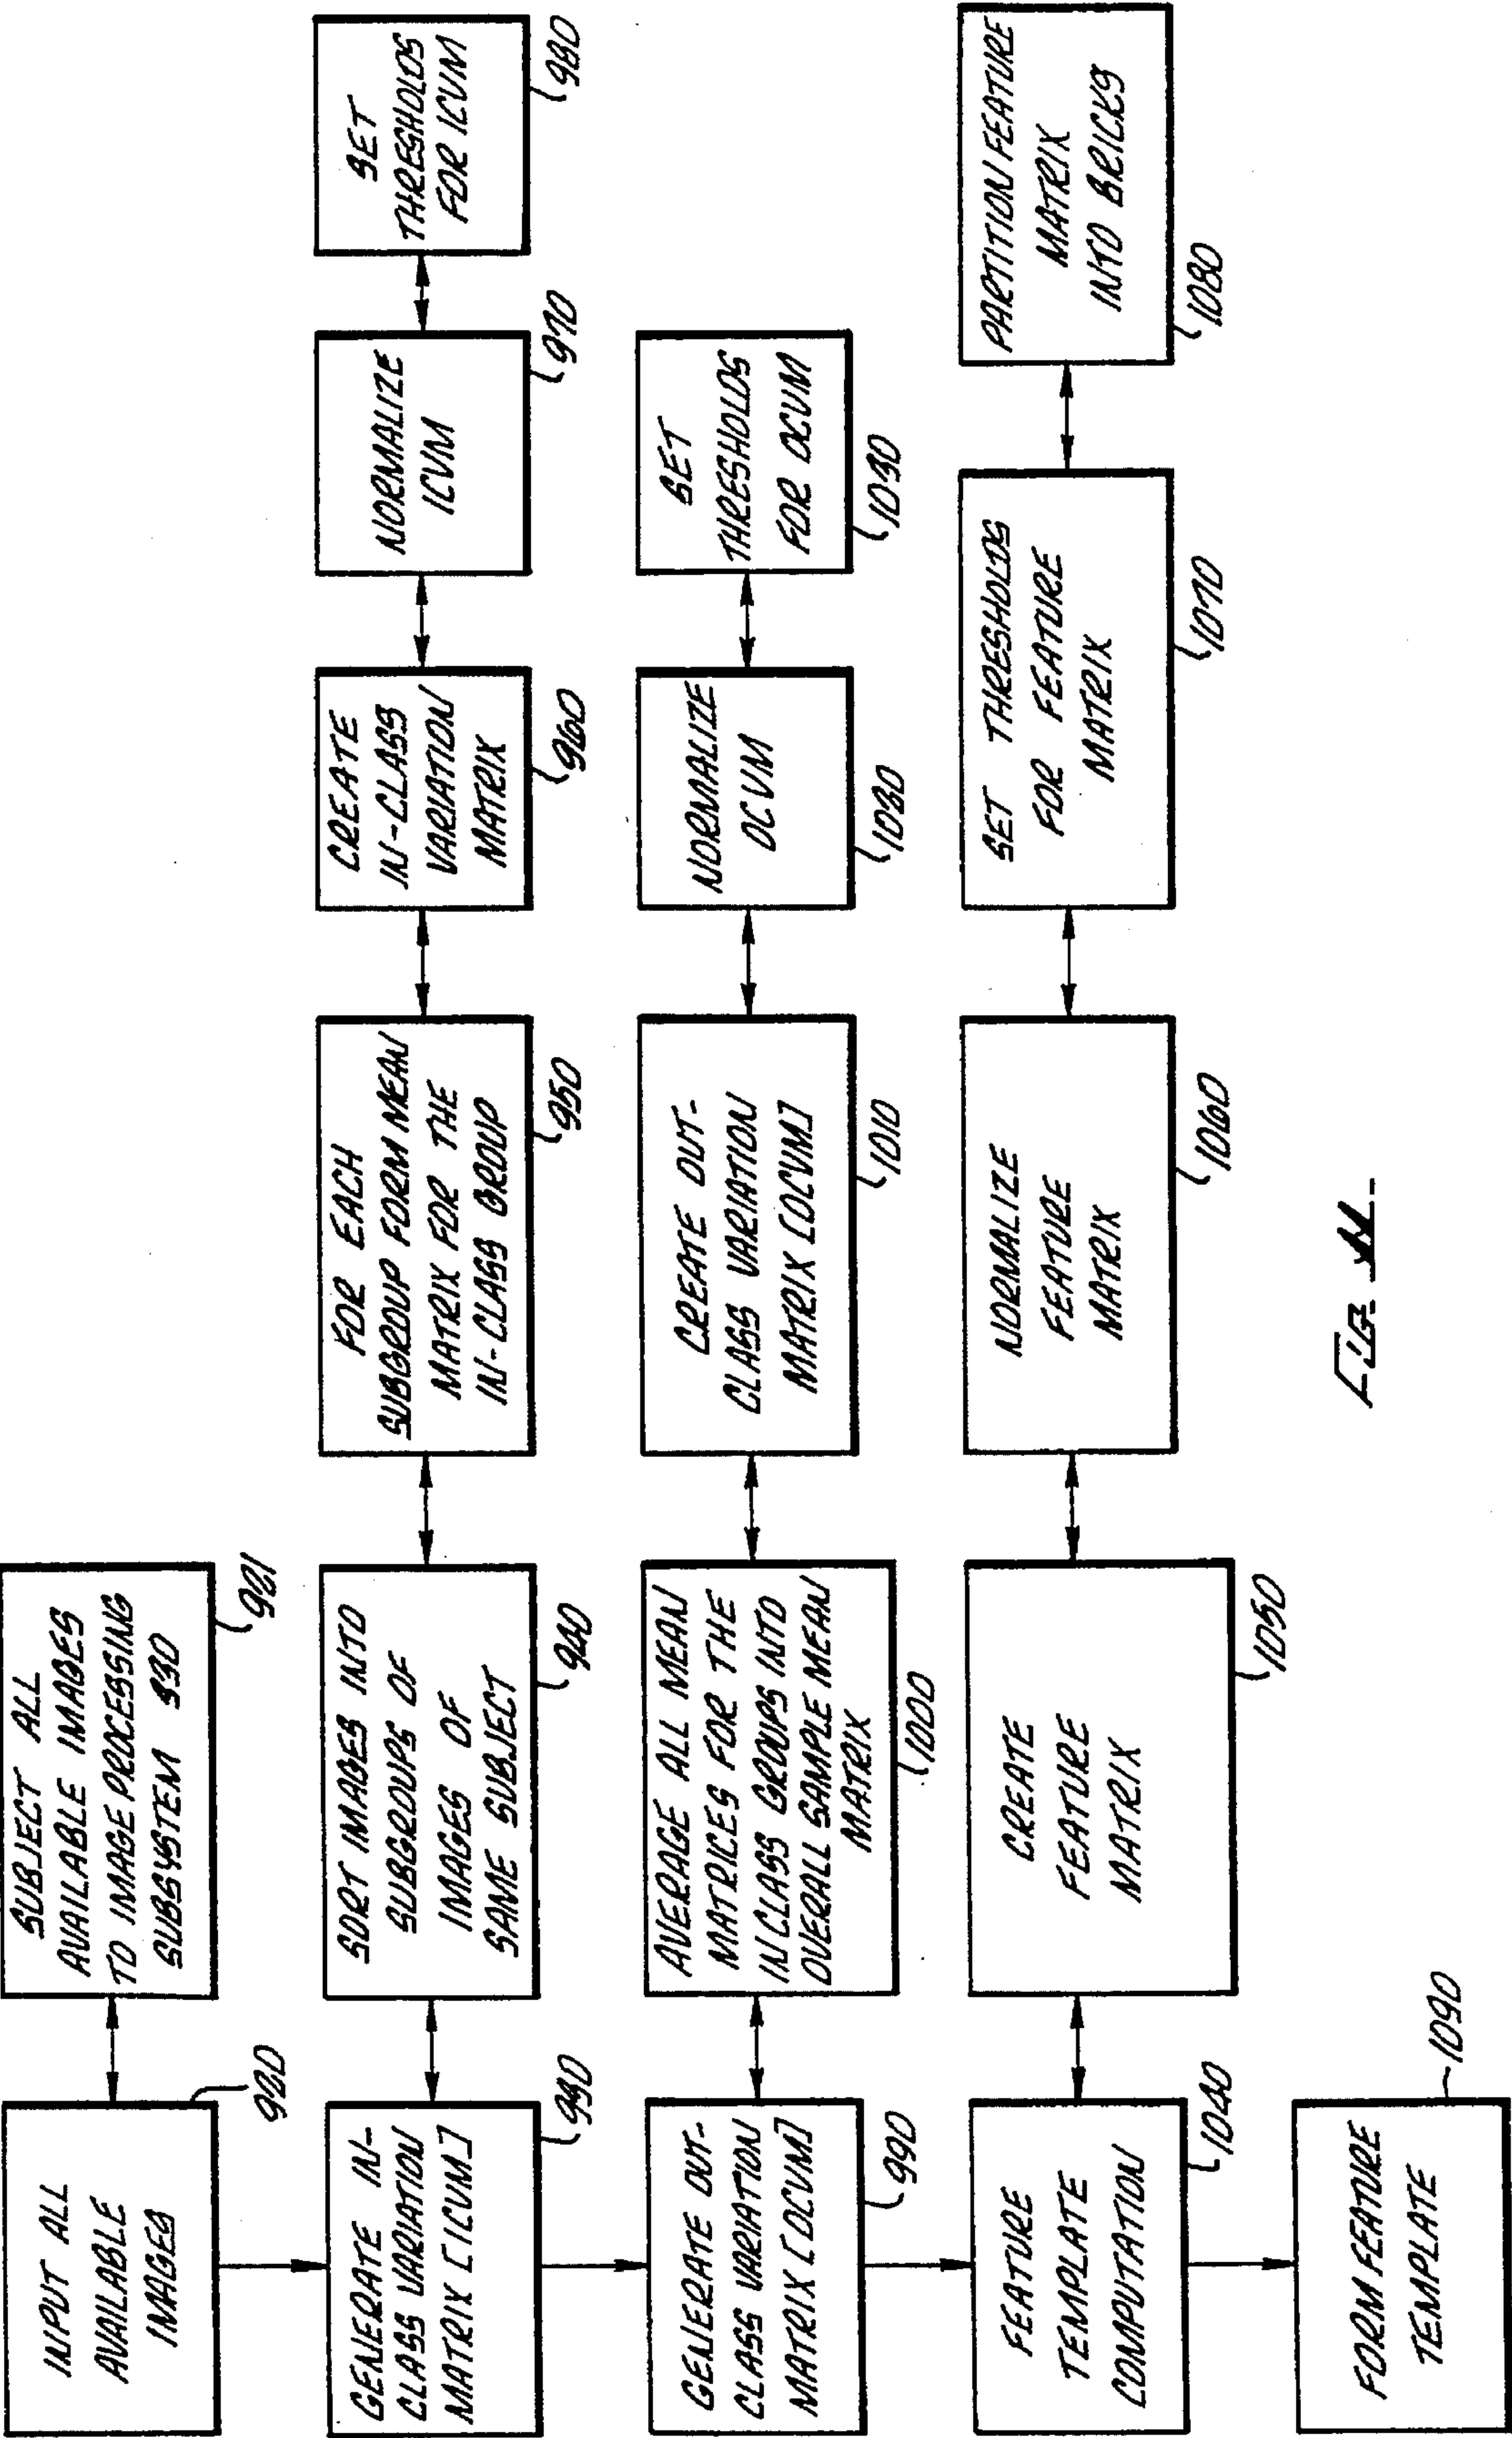 INPUT ALL
AVAILABLE
IMAGES
920
SUBJECT ALL
AVAILABLE IMAGES
TO IMAGE PROCESSING
SUBSYSTEM 330
921
GENERATE IN-
CLASS VARIATION
MATRIX [ICVM]
930
SORT IMAGES INTO
SUBGROUPS OF
IMAGES OF
SAME SUBJECT
940
FOR EACH
SUBGROUP FORM MEAN
MATRIX FOR THE
IN-CLASS GROUP
950
CREATE
IN-CLASS
VARIATION
MATRIX
960
NORMALIZE
ICVM
970
SET
THRESHOLDS
FOR ICVM
980
GENERATE OUT-
CLASS VARIATION
MATRIX [OCVM]
990
AVERAGE ALL MEAN
MATRICES FOR THE
IN CLASS GROUPS INTO
OVERALL SAMPLE MEAN
MATRIX
1000
CREATE OUT-
CLASS VARIATION
MATRIX [OCVM]
1010
NORMALIZE
OCVM
1020
SET
THRESHOLDS
FOR OCVM
1030
FEATURE
TEMPLATE
COMPUTATION
1040
CREATE
FEATURE
MATRIX
1050
NORMALIZE
FEATURE
MATRIX
1060
SET THRESHOLDS
FOR FEATURE
MATRIX
1070
PARTITION FEATURE
MATRIX
INTO BRICKS
1080
FORM FEATURE
TEMPLATE
1090
FIG.